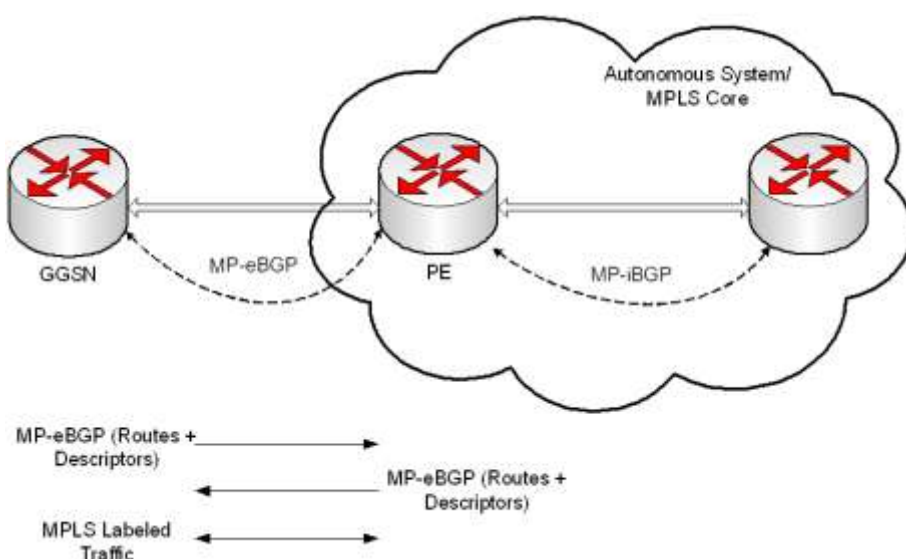 Autonomous System/
MPLS Core
MP-eBGP
MP-iBGP
GGSN
PE
MP-eBGP (Routes +
Descriptors)
MP-eBGP (Routes +
Descriptors)
MPLS Labeled
Traffic